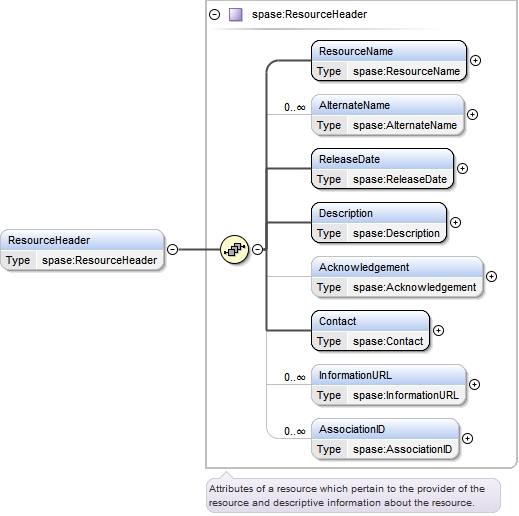 spase:ResourceHeader
ResourceName
Type spase:ResourceName
0..∞
AlternateName
Type spase:AlternateName
ReleaseDate
Type spase:ReleaseDate
Description
Type spase:Description
ResourceHeader
Type spase:ResourceHeader
Acknowledgement
Type spase:Acknowledgement
Contact
Type spase:Contact
0..∞
InformationURL
Type spase:InformationURL
0..∞
AssociationID
Type spase:AssociationID
Attributes of a resource which pertain to the provider of the
resource and descriptive information about the resource.